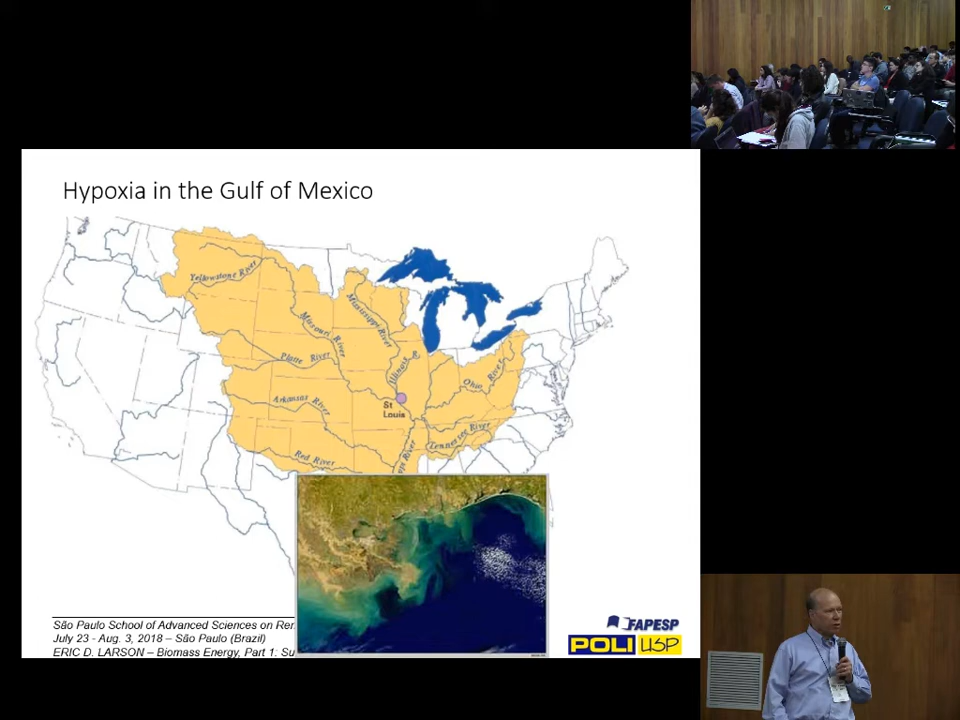 Hypoxia in the Gulf of Mexico
Yellowstone River
Mississippi River
Missouri River
Platte River
Illinois R.
Ohio River
Arkansas River
St
Louis
Tennessee River
Red River
River
São Paulo School of Advanced Sciences on
July 23 - Aug. 3, 2018 – São Paulo (Brazil)
ERIC D. LARSON – Biomass Energy, Part 1:
FAPESP
POLI USP